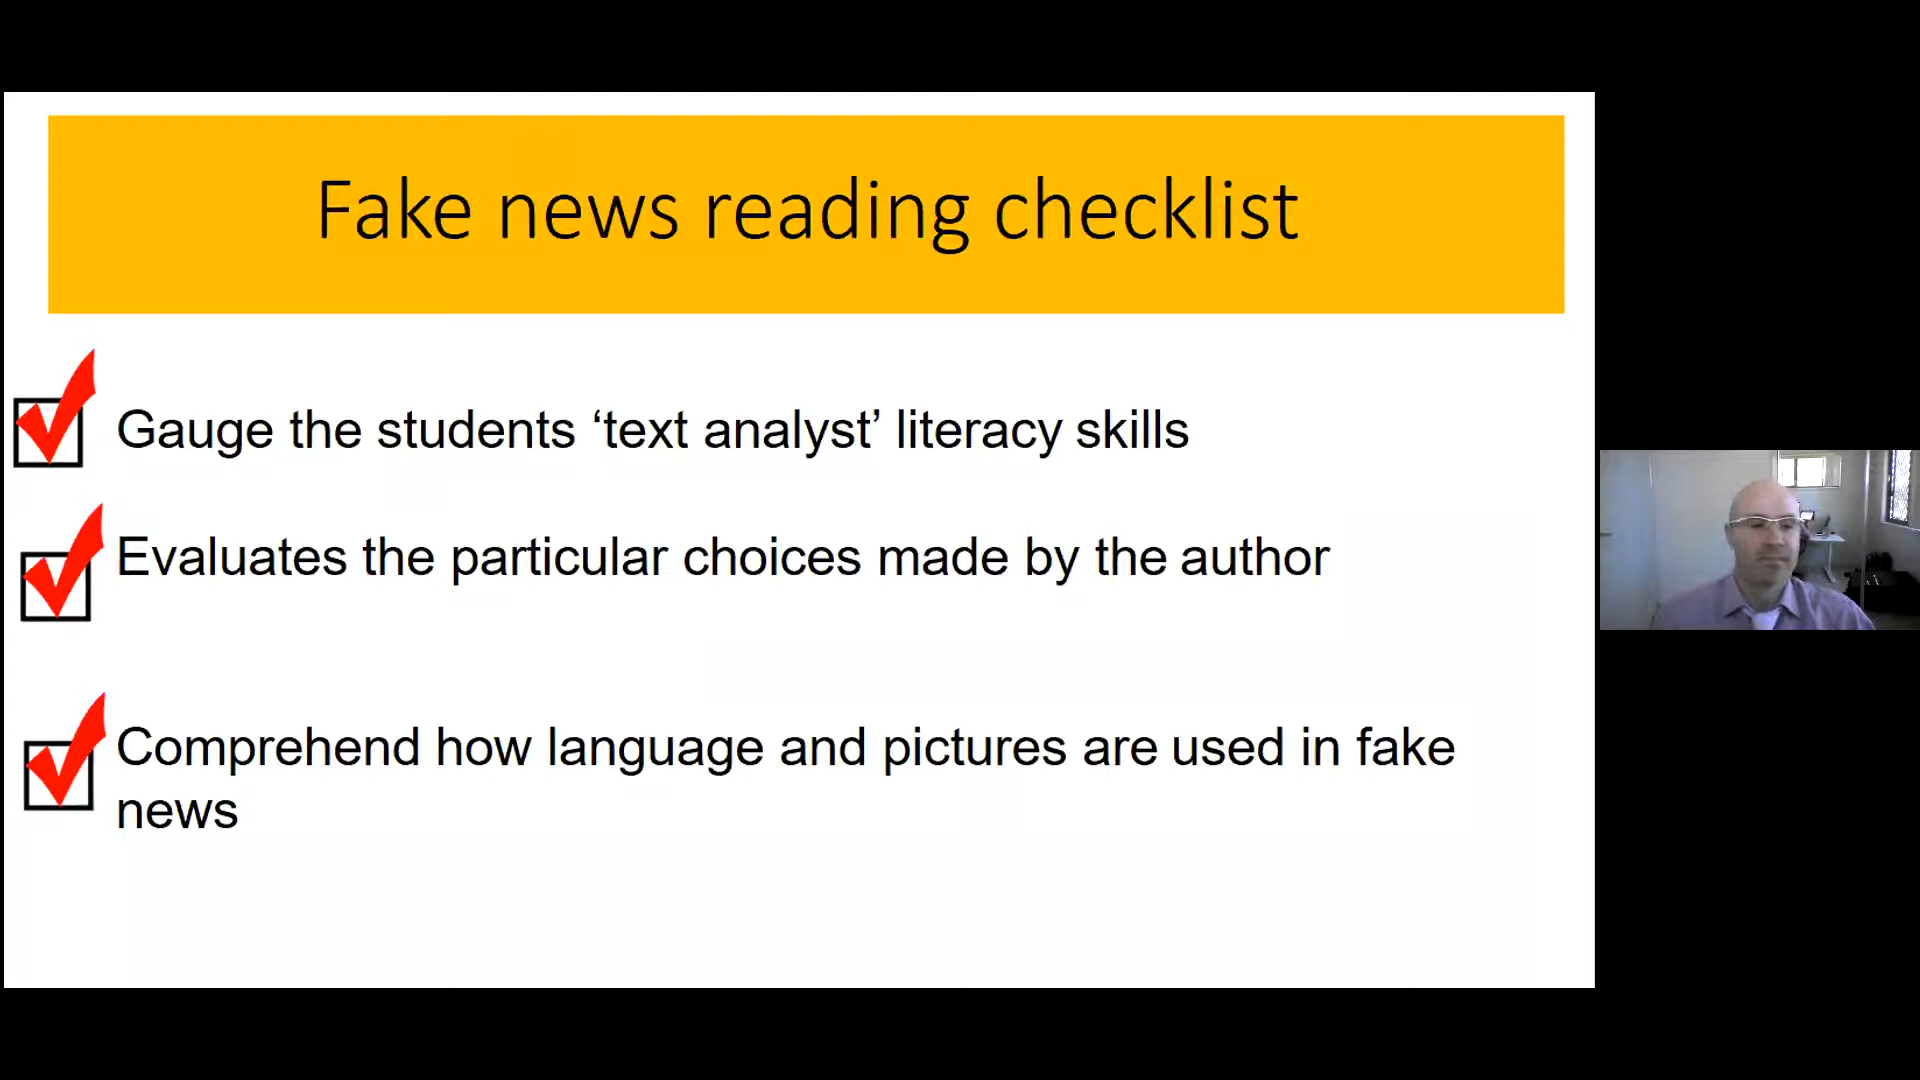 Fake news reading checklist
Gauge the students ‘text analyst’ literacy skills
Evaluates the particular choices made by the author
Comprehend how language and pictures are used in fake
news